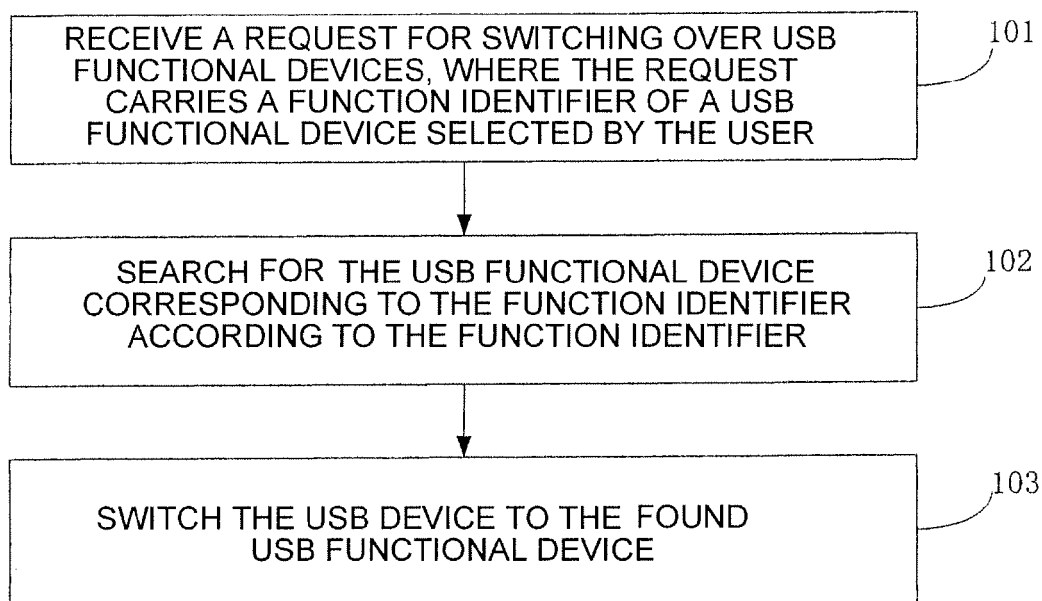 RECEIVE A REQUEST FOR SWITCHING OVER USB
FUNCTIONAL DEVICES, WHERE THE REQUEST
CARRIES A FUNCTION IDENTIFIER OF A USB
FUNCTIONAL DEVICE SELECTED BY THE USER
101
SEARCH FOR THE USB FUNCTIONAL DEVICE
CORRESPONDING TO THE FUNCTION IDENTIFIER
ACCORDING TO THE FUNCTION IDENTIFIER
102
SWITCH THE USB DEVICE TO THE FOUND
USB FUNCTIONAL DEVICE
103